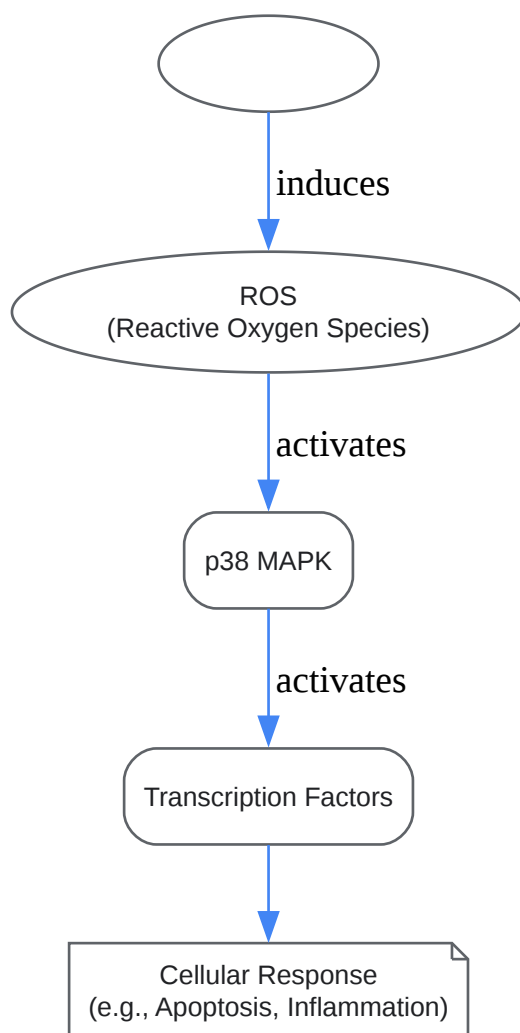 induces
ROS
(Reactive Oxygen Species)
activates
p38 MAPK
activates
Transcription Factors
Cellular Response
(e.g., Apoptosis, Inflammation)